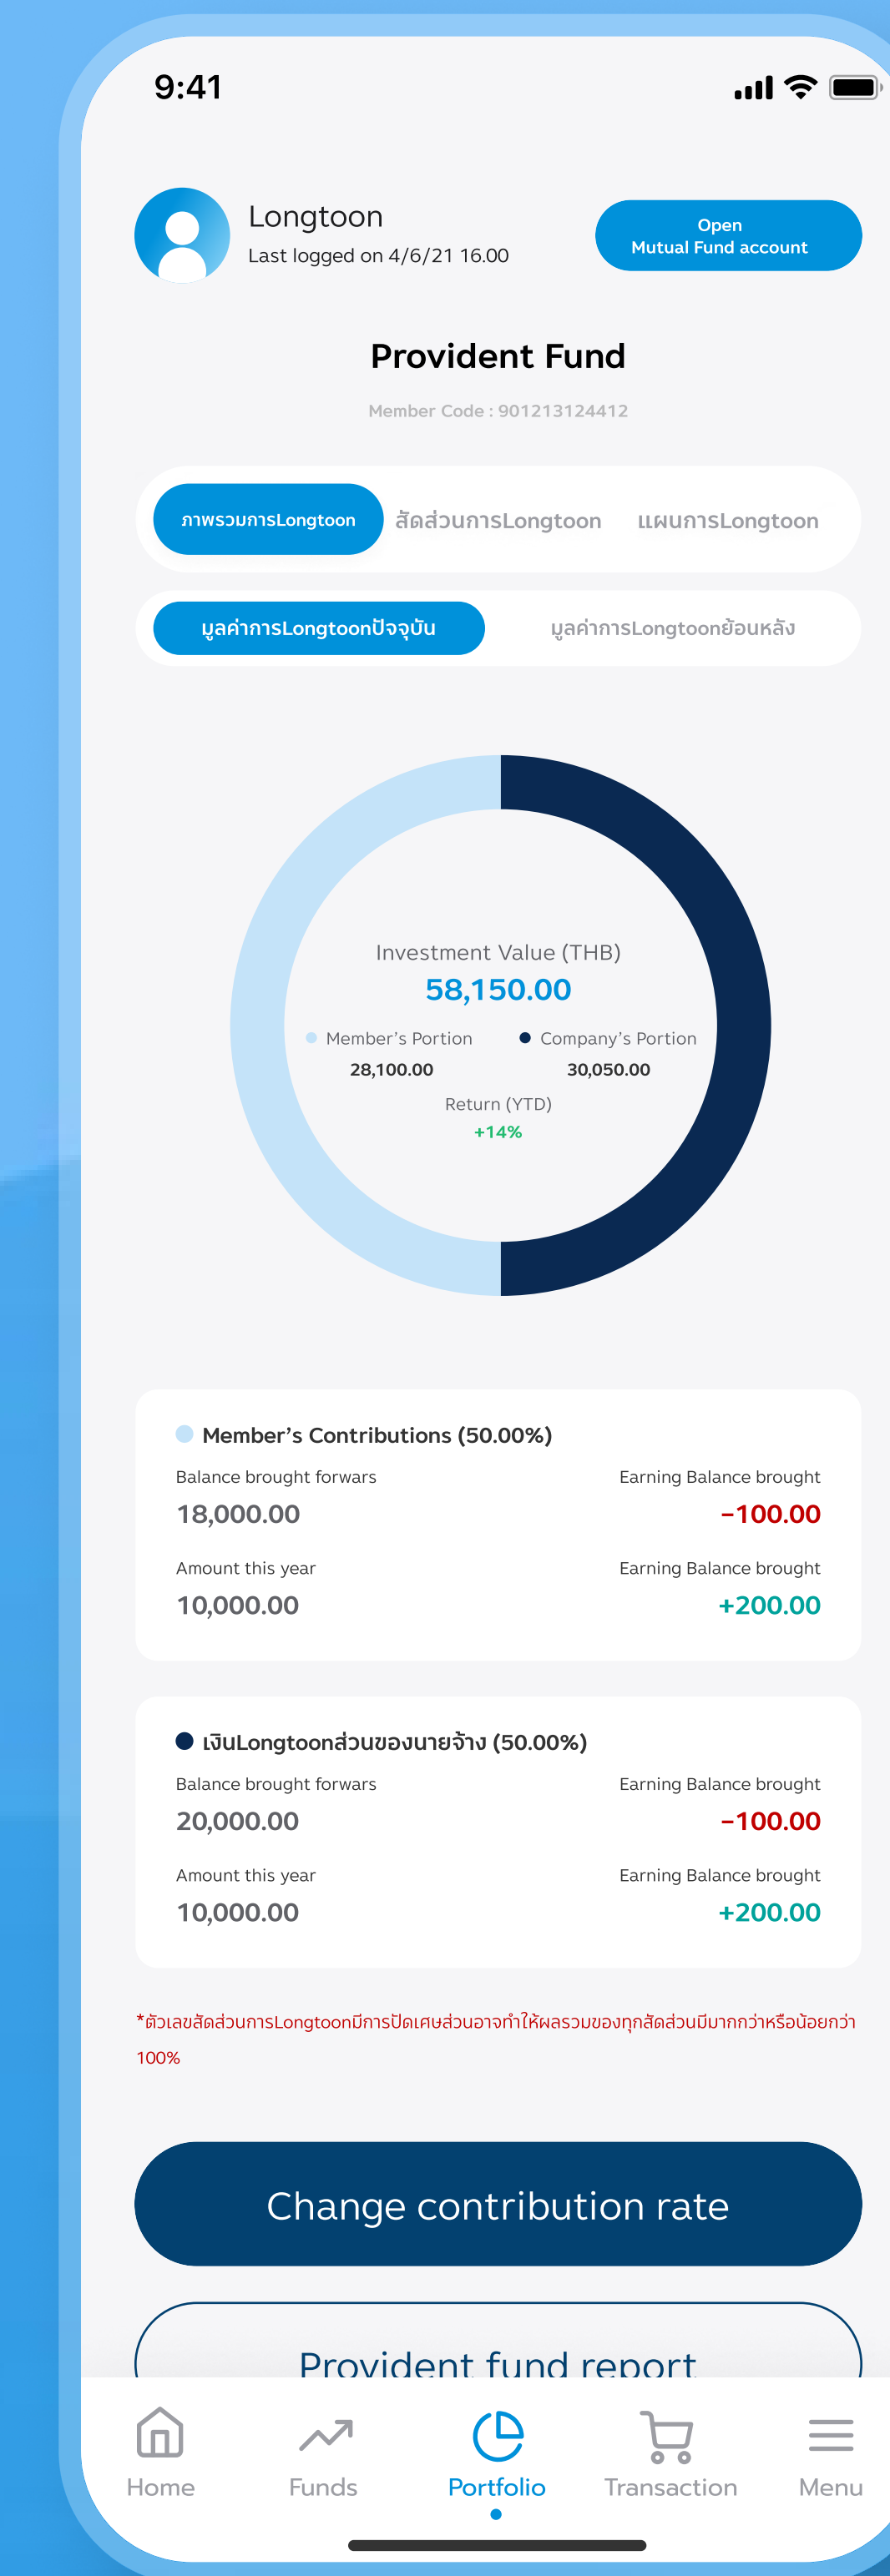 9:41
Longtoon
Last logged on 4/6/21 16.00
Open
Mutual Fund account
Provident Fund
Member Code : 901213124412
ภาพรวมการLongtoon
สัดส่วนการLongtoon
แผนการLongtoon
มูลค่าการLongtoonปัจจุบัน
มูลค่าการLongtoonย้อนหลัง
Investment Value (THB)
58,150.00
Member's Portion
Company's Portion
28,100.00
30,050.00
Return (YTD)
+14%
Member's Contributions (50.00%)
Balance brought forwars
Earning Balance brought
18,000.00
-100.00
Amount this year
Earning Balance brought
10,000.00
+200.00
เงินLongtoonส่วนของนายจ้าง (50.00%)
Balance brought forwars
Earning Balance brought
20,000.00
-100.00
Amount this year
Earning Balance brought
10,000.00
+200.00
*ตัวเลขสัดส่วนการLongtoonมีการปัดเศษส่วนอาจทำให้ผลรวมของทุกสัดส่วนมีมากกว่าหรือน้อยกว่า
100%
Change contribution rate
Provident fund report
Home
Funds
Portfolio
Transaction
Menu